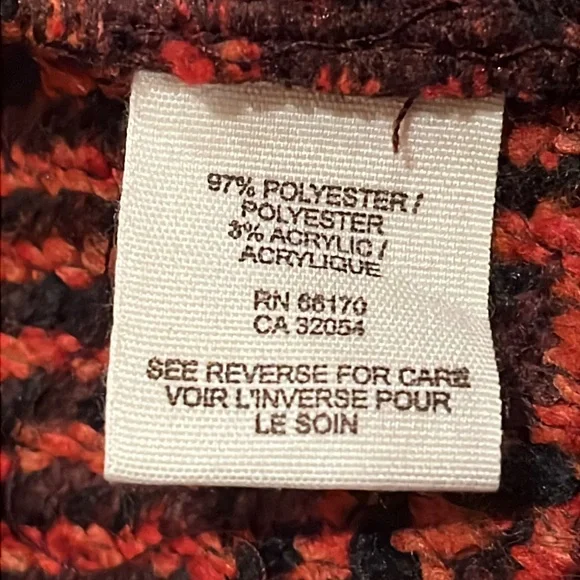 97% POLYESTER /
POLYESTER
3% ACRYLIC /
ACRYLIQUE
RN 66170
CA 32054
SEE REVERSE FOR CARE
VOIR L'INVERSE POUR
LE SOIN